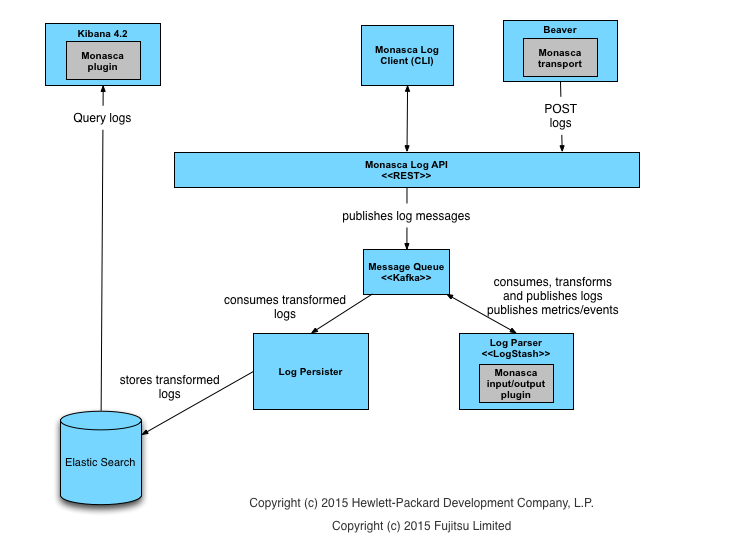 Kibana 4.2
Monasca
plugin
Monasca Log
Client (CLI)
Beaver
Monasca
transport
Query logs
POST
logs
Monasca Log API
<<REST>>
publishes log messages
Message Queue
<<Kafka>>
consumes, transforms
and publishes logs
publishes metrics/events
consumes transformed
logs
Log Persister
Log Parser
<<LogStash>>
Monasca
input/output
plugin
stores transformed
logs
Elastic Search
Copyright (c) 2015 Hewlett-Packard Development Company, L.P.
Copyright (c) 2015 Fujitsu Limited